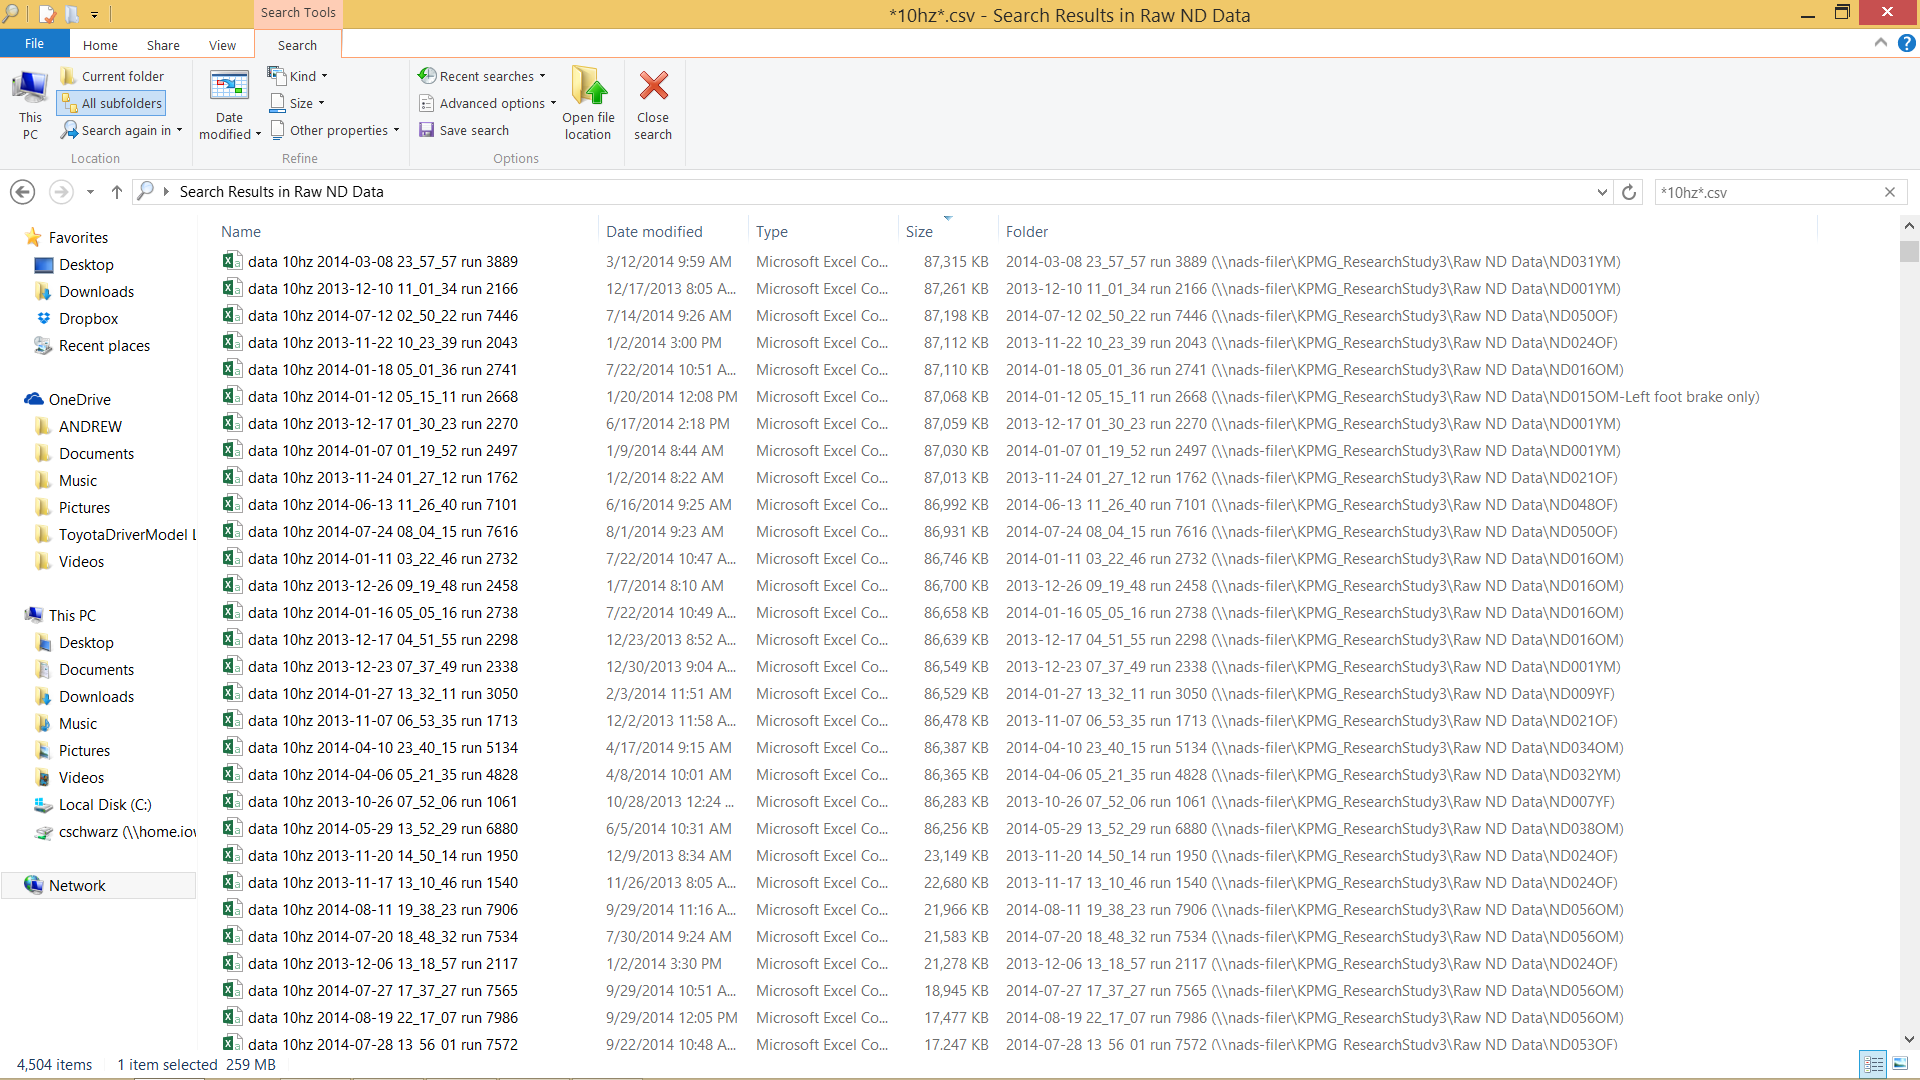 Search Tools
*10hz*.csv - Search Results in Raw ND Data
File Home Share View Search
This PC
Current folder
All subfolders
Search again in
Location
Date modified
Kind
Size
Other properties
Refine
Recent searches
Advanced options
Save search
Options
Open file location
Close search
Search Results in Raw ND Data
*10hz*.csv
Favorites
Desktop
Downloads
Dropbox
Recent places
OneDrive
ANDREW
Documents
Music
Pictures
ToyotaDriverModel L
Videos
This PC
Desktop
Documents
Downloads
Music
Pictures
Videos
Local Disk (C:)
cschwarz (\\home.iow
Network
Name Date modified Type Size Folder
data 10hz 2014-03-08 23_57_57 run 3889 3/12/2014 9:59 AM Microsoft Excel Co... 87,315 KB 2014-03-08 23_57_57 run 3889 (\\nads-filer\KPMG_ResearchStudy3\Raw ND Data\ND031YM)
data 10hz 2013-12-10 11_01_34 run 2166 12/17/2013 8:05 A... Microsoft Excel Co... 87,261 KB 2013-12-10 11_01_34 run 2166 (\\nads-filer\KPMG_ResearchStudy3\Raw ND Data\ND001YM)
data 10hz 2014-07-12 02_50_22 run 7446 7/14/2014 9:26 AM Microsoft Excel Co... 87,198 KB 2014-07-12 02_50_22 run 7446 (\\nads-filer\KPMG_ResearchStudy3\Raw ND Data\ND050OF)
data 10hz 2013-11-22 10_23_39 run 2043 1/2/2014 3:00 PM Microsoft Excel Co... 87,112 KB 2013-11-22 10_23_39 run 2043 (\\nads-filer\KPMG_ResearchStudy3\Raw ND Data\ND024OF)
data 10hz 2014-01-18 05_01_36 run 2741 7/22/2014 10:51 A... Microsoft Excel Co... 87,110 KB 2014-01-18 05_01_36 run 2741 (\\nads-filer\KPMG_ResearchStudy3\Raw ND Data\ND016OM)
data 10hz 2014-01-12 05_15_11 run 2668 1/20/2014 12:08 PM Microsoft Excel Co... 87,068 KB 2014-01-12 05_15_11 run 2668 (\\nads-filer\KPMG_ResearchStudy3\Raw ND Data\ND015OM-Left foot brake only)
data 10hz 2013-12-17 01_30_23 run 2270 6/17/2014 2:18 PM Microsoft Excel Co... 87,059 KB 2013-12-17 01_30_23 run 2270 (\\nads-filer\KPMG_ResearchStudy3\Raw ND Data\ND001YM)
data 10hz 2014-01-07 01_19_52 run 2497 1/9/2014 8:44 AM Microsoft Excel Co... 87,030 KB 2014-01-07 01_19_52 run 2497 (\\nads-filer\KPMG_ResearchStudy3\Raw ND Data\ND001YM)
data 10hz 2013-11-24 01_27_12 run 1762 1/2/2014 8:22 AM Microsoft Excel Co... 87,013 KB 2013-11-24 01_27_12 run 1762 (\\nads-filer\KPMG_ResearchStudy3\Raw ND Data\ND021OF)
data 10hz 2014-06-13 11_26_40 run 7101 6/16/2014 9:25 AM Microsoft Excel Co... 86,992 KB 2014-06-13 11_26_40 run 7101 (\\nads-filer\KPMG_ResearchStudy3\Raw ND Data\ND048OF)
data 10hz 2014-07-24 08_04_15 run 7616 8/1/2014 9:23 AM Microsoft Excel Co... 86,931 KB 2014-07-24 08_04_15 run 7616 (\\nads-filer\KPMG_ResearchStudy3\Raw ND Data\ND050OF)
data 10hz 2014-01-11 03_22_46 run 2732 7/22/2014 10:47 A... Microsoft Excel Co... 86,746 KB 2014-01-11 03_22_46 run 2732 (\\nads-filer\KPMG_ResearchStudy3\Raw ND Data\ND016OM)
data 10hz 2013-12-26 09_19_48 run 2458 1/7/2014 8:10 AM Microsoft Excel Co... 86,700 KB 2013-12-26 09_19_48 run 2458 (\\nads-filer\KPMG_ResearchStudy3\Raw ND Data\ND016OM)
data 10hz 2014-01-16 05_05_16 run 2738 7/22/2014 10:49 A... Microsoft Excel Co... 86,658 KB 2014-01-16 05_05_16 run 2738 (\\nads-filer\KPMG_ResearchStudy3\Raw ND Data\ND016OM)
data 10hz 2013-12-17 04_51_55 run 2298 12/23/2013 8:52 A... Microsoft Excel Co... 86,639 KB 2013-12-17 04_51_55 run 2298 (\\nads-filer\KPMG_ResearchStudy3\Raw ND Data\ND016OM)
data 10hz 2013-12-23 07_37_49 run 2338 12/30/2013 9:04 A... Microsoft Excel Co... 86,549 KB 2013-12-23 07_37_49 run 2338 (\\nads-filer\KPMG_ResearchStudy3\Raw ND Data\ND001YM)
data 10hz 2014-01-27 13_32_11 run 3050 2/3/2014 11:51 AM Microsoft Excel Co... 86,529 KB 2014-01-27 13_32_11 run 3050 (\\nads-filer\KPMG_ResearchStudy3\Raw ND Data\ND009YF)
data 10hz 2013-11-07 06_53_35 run 1713 12/2/2013 11:58 A... Microsoft Excel Co... 86,478 KB 2013-11-07 06_53_35 run 1713 (\\nads-filer\KPMG_ResearchStudy3\Raw ND Data\ND021OF)
data 10hz 2014-04-10 23_40_15 run 5134 4/17/2014 9:15 AM Microsoft Excel Co... 86,387 KB 2014-04-10 23_40_15 run 5134 (\\nads-filer\KPMG_ResearchStudy3\Raw ND Data\ND034OM)
data 10hz 2014-04-06 05_21_35 run 4828 4/8/2014 10:01 AM Microsoft Excel Co... 86,365 KB 2014-04-06 05_21_35 run 4828 (\\nads-filer\KPMG_ResearchStudy3\Raw ND Data\ND032YM)
data 10hz 2013-10-26 07_52_06 run 1061 10/28/2013 12:24 ... Microsoft Excel Co... 86,283 KB 2013-10-26 07_52_06 run 1061 (\\nads-filer\KPMG_ResearchStudy3\Raw ND Data\ND007YF)
data 10hz 2014-05-29 13_52_29 run 6880 6/5/2014 10:31 AM Microsoft Excel Co... 86,256 KB 2014-05-29 13_52_29 run 6880 (\\nads-filer\KPMG_ResearchStudy3\Raw ND Data\ND038OM)
data 10hz 2013-11-20 14_50_14 run 1950 12/9/2013 8:34 AM Microsoft Excel Co... 23,149 KB 2013-11-20 14_50_14 run 1950 (\\nads-filer\KPMG_ResearchStudy3\Raw ND Data\ND024OF)
data 10hz 2013-11-17 13_10_46 run 1540 11/26/2013 8:05 A... Microsoft Excel Co... 22,680 KB 2013-11-17 13_10_46 run 1540 (\\nads-filer\KPMG_ResearchStudy3\Raw ND Data\ND024OF)
data 10hz 2014-08-11 19_38_23 run 7906 9/29/2014 11:16 A... Microsoft Excel Co... 21,966 KB 2014-08-11 19_38_23 run 7906 (\\nads-filer\KPMG_ResearchStudy3\Raw ND Data\ND056OM)
data 10hz 2014-07-20 18_48_32 run 7534 7/30/2014 9:24 AM Microsoft Excel Co... 21,583 KB 2014-07-20 18_48_32 run 7534 (\\nads-filer\KPMG_ResearchStudy3\Raw ND Data\ND056OM)
data 10hz 2013-12-06 13_18_57 run 2117 1/2/2014 3:30 PM Microsoft Excel Co... 21,278 KB 2013-12-06 13_18_57 run 2117 (\\nads-filer\KPMG_ResearchStudy3\Raw ND Data\ND024OF)
data 10hz 2014-07-27 17_37_27 run 7565 9/29/2014 10:51 A... Microsoft Excel Co... 18,945 KB 2014-07-27 17_37_27 run 7565 (\\nads-filer\KPMG_ResearchStudy3\Raw ND Data\ND056OM)
data 10hz 2014-08-19 22_17_07 run 7986 9/29/2014 12:05 PM Microsoft Excel Co... 17,477 KB 2014-08-19 22_17_07 run 7986 (\\nads-filer\KPMG_ResearchStudy3\Raw ND Data\ND056OM)
data 10hz 2014-07-28 13_56_01 run 7572 9/22/2014 10:48 A... Microsoft Excel Co... 17,247 KB 2014-07-28 13_56_01 run 7572 (\\nads-filer\KPMG_ResearchStudy3\Raw ND Data\ND053OF)
4,504 items 1 item selected 259 MB